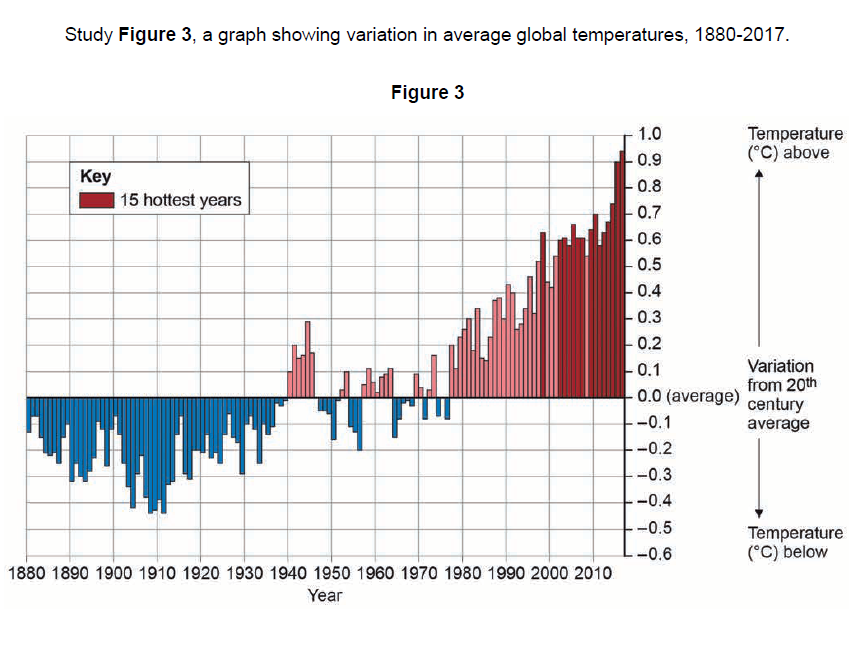 Study Figure 3, a graph showing variation in average global temperatures, 1880-2017.
Figure 3
Key
15 hottest years
1.0
0.9
0.8
0.7
0.6
0.5
0.4
0.3
0.2
0.1
0.0 (average)
−0.1
−0.2
−0.3
−0.4
−0.5
−0.6
Temperature
(°C) above
Variation
from 20th
century
average
Temperature
(°C) below
1880 1890 1900 1910 1920 1930 1940 1950 1960 1970 1980 1990 2000 2010
Year